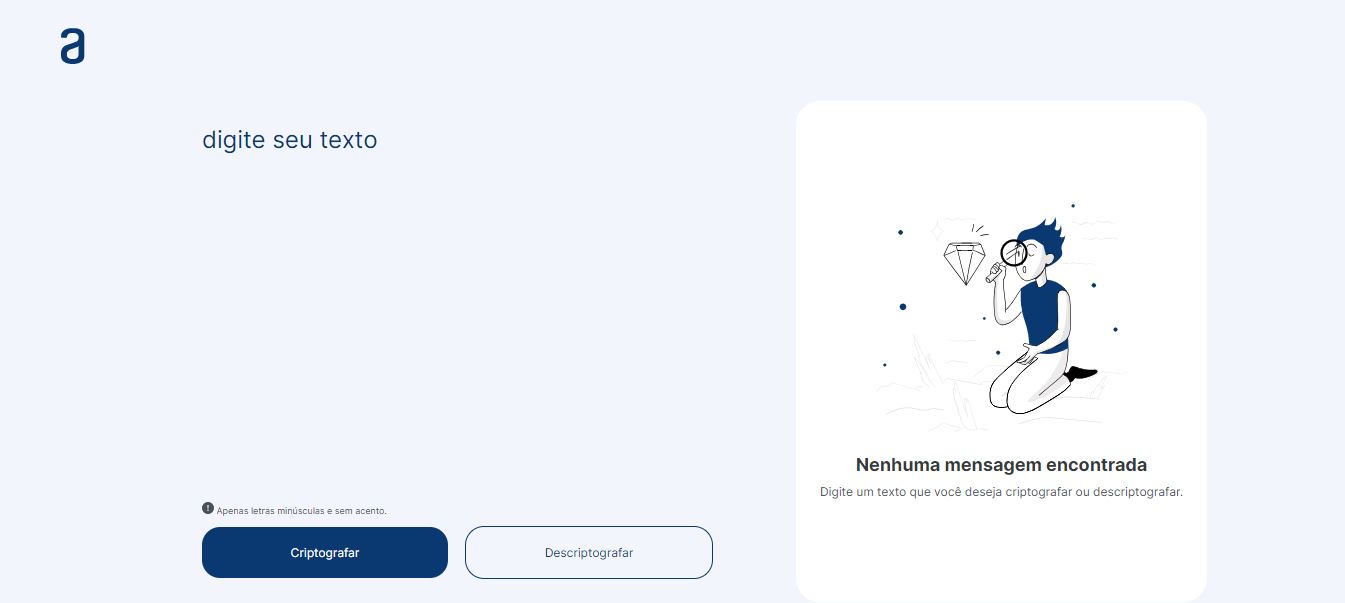 a
digite seu texto
Apenas letras minúsculas e sem acento.
Criptografar
Descriptografar
Nenhuma mensagem encontrada
Digite um texto que você deseja criptografar ou descriptografar.